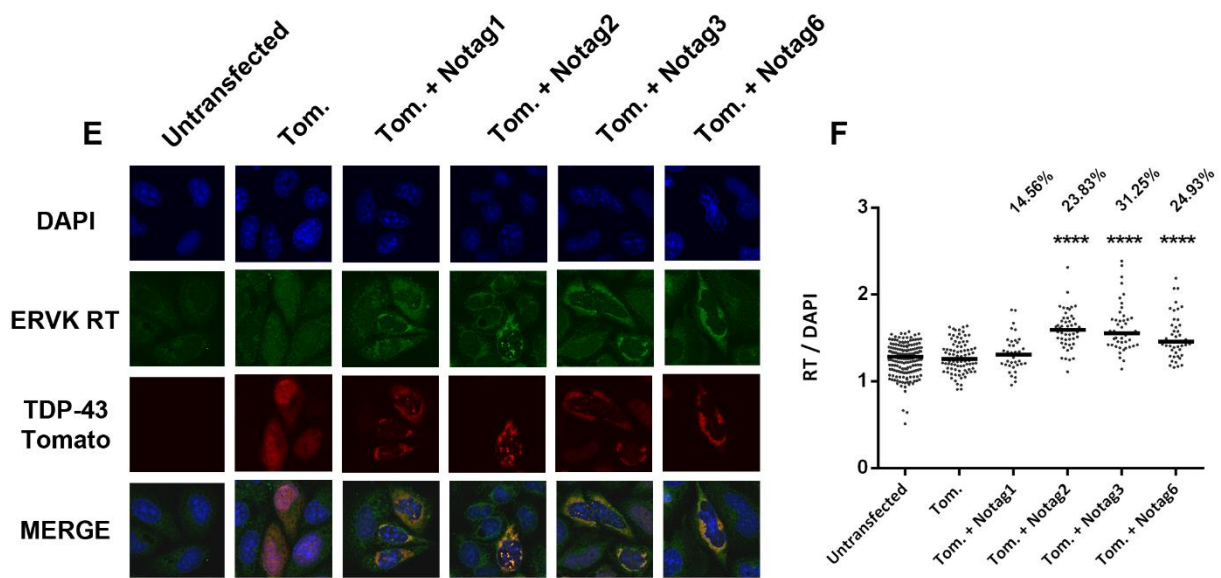 E
Untransfected
Tom.
Tom. + Notag1
Tom. + Notag2
Tom. + Notag3
Tom. + Notag6
DAPI
ERVK RT
TDP-43
Tomato
MERGE
F
14.56%
23.83%
31.25%
24.93%
**** **** ****
3
2
1
0
RT / DAPI
Untransfected
Tom.
Tom. + Notag1
Tom. + Notag2
Tom. + Notag3
Tom. + Notag6